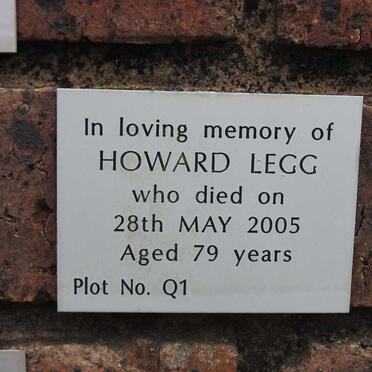 In loving memory of
HOWARD LEGG
who died on
28th MAY 2005
Aged 79 years
Plot No. Q1